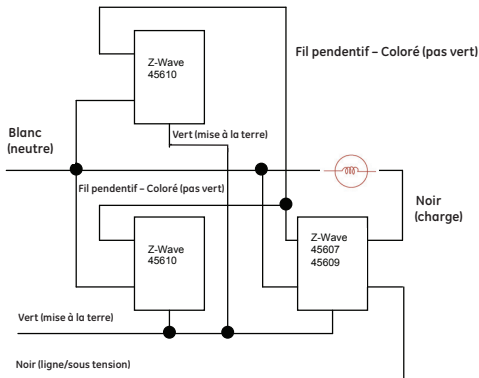 Z-Wave
45610
Fil pendentif – Coloré (pas vert)
Vert (mise à la terre)
Blanc
(neutre)
Fil pendentif – Coloré (pas vert)
Noir
(charge)
Z-Wave
45610
Z-Wave
45607
45609
Vert (mise à la terre)
Noir (ligne/sous tension)